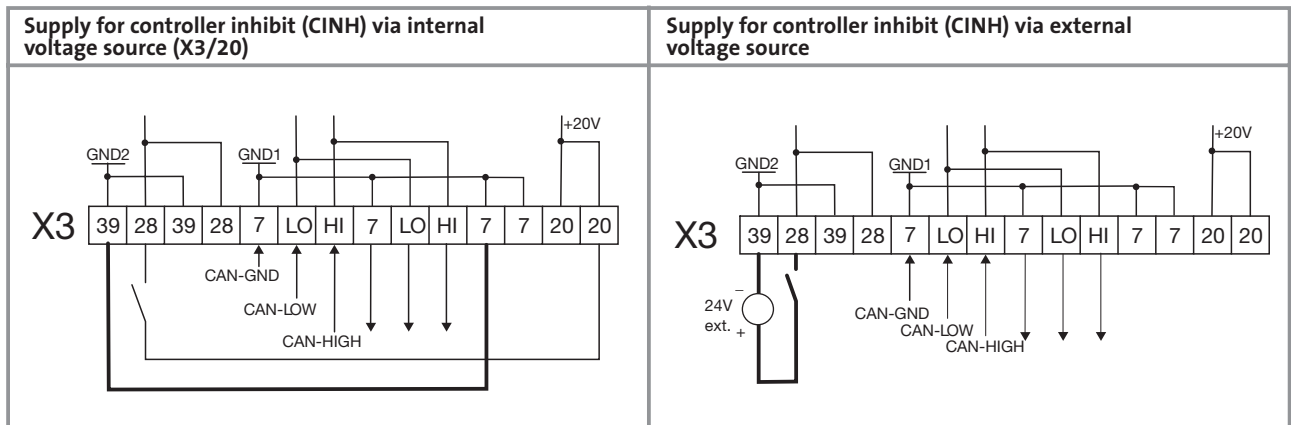 Supply for controller inhibit (CINH) via internal
voltage source (X3/20)
Supply for controller inhibit (CINH) via external
voltage source
+20V
GND2
GND1
X3 39 28 39 28 7 LO HI 7 LO HI 7 7 20 20
CAN-GND
CAN-LOW
CAN-HIGH
+20V
GND2
GND1
X3 39 28 39 28 7 LO HI 7 LO HI 7 7 20 20
−
24V
ext.
+
CAN-GND
CAN-LOW
CAN-HIGH